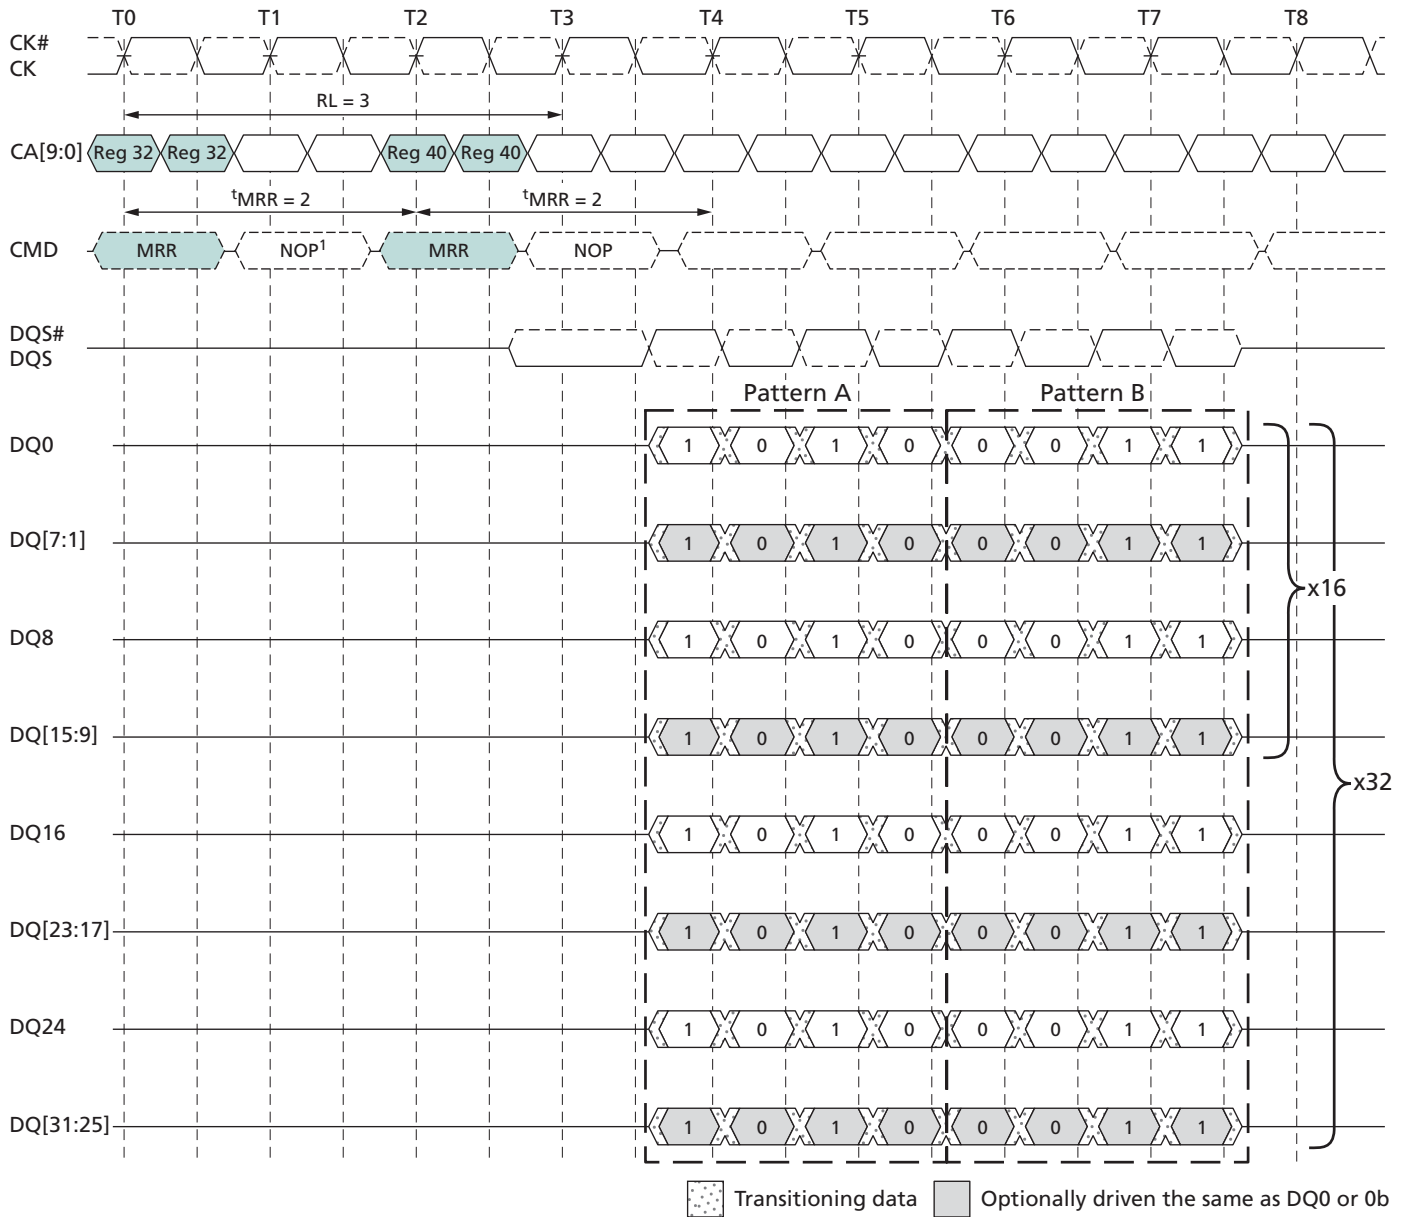 T0 T1 T2 T3 T4 T5 T6 T7 T8
CK#
CK
RL = 3
CA[9:0] Reg 32 Reg 32 Reg 40 Reg 40
tMRR = 2 tMRR = 2
CMD MRR NOP1 MRR NOP
DQS#
DQS
Pattern A Pattern B
DQ0 1 0 1 0 0 0 1 1
DQ[7:1] 1 0 1 0 0 0 1 1
x16
DQ8 1 0 1 0 0 0 1 1
DQ[15:9] 1 0 1 0 0 0 1 1
x32
DQ16 1 0 1 0 0 0 1 1
DQ[23:17] 1 0 1 0 0 0 1 1
DQ24 1 0 1 0 0 0 1 1
DQ[31:25] 1 0 1 0 0 0 1 1
Transitioning data Optionally driven the same as DQ0 or 0b